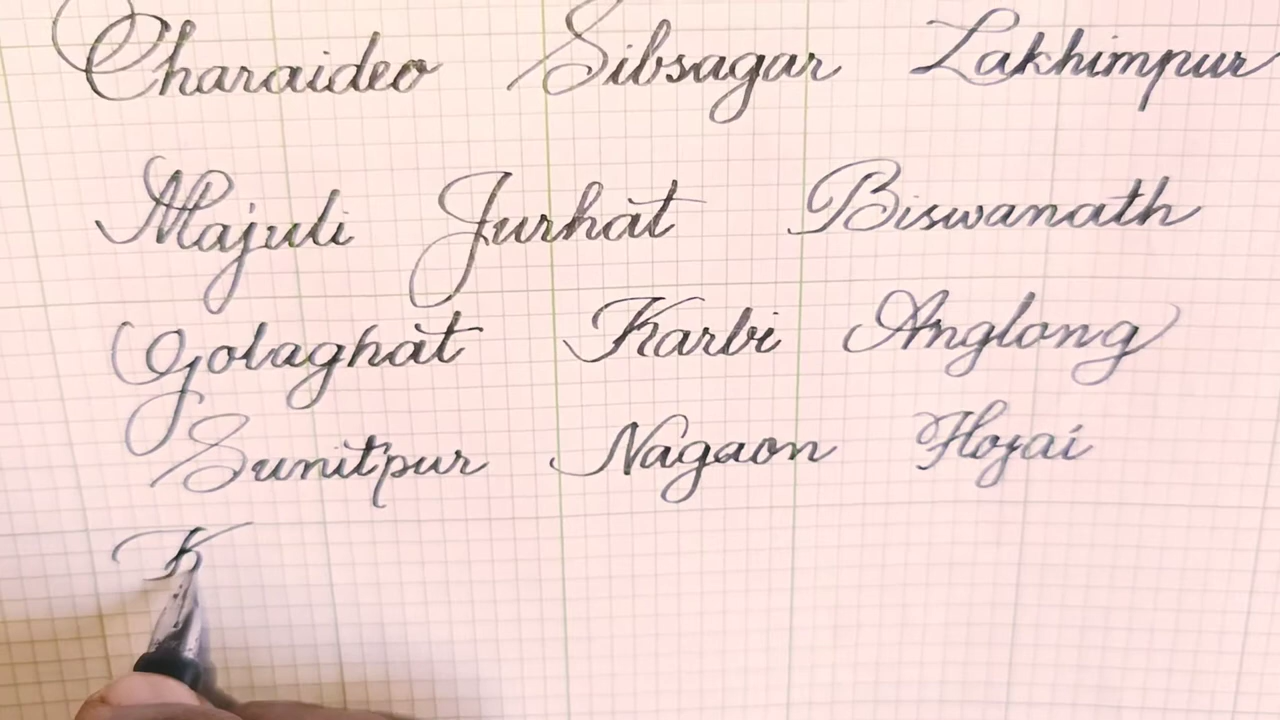 Charaideo Sibsagar Lakhimpur
Majuli Jurhat Biswanath
Golaghat Karbi Anglong
Sunitpur Nagaon Hojai
K